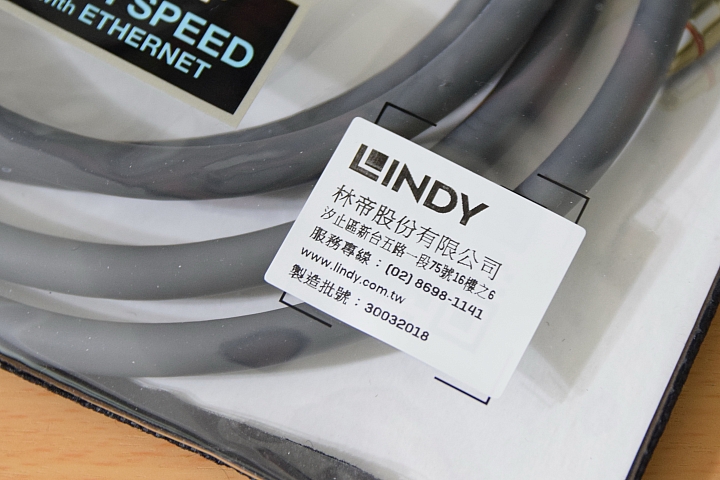 SPEED
with ETHERNET
LINDY
林帝股份有限公司
汐止區新台五路一段75號16樓之6
服務專線：(02) 8698-1141
www.lindy.com.tw
製造批號：30032018